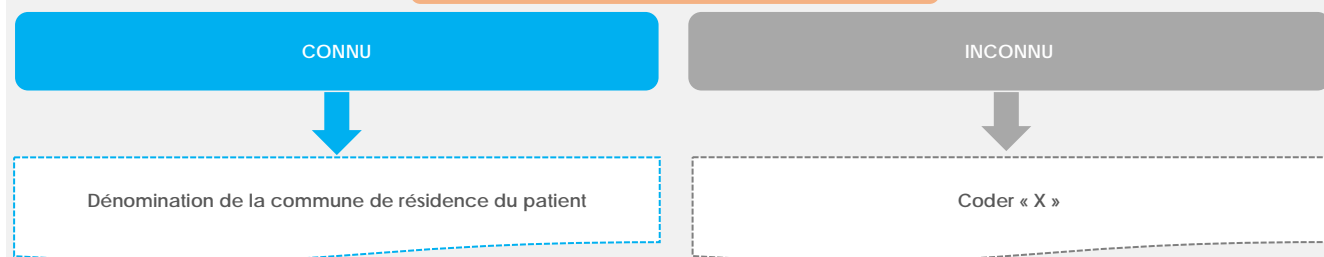 CONNU
INCONNU
Dénomination de la commune de résidence du patient
Coder « X »